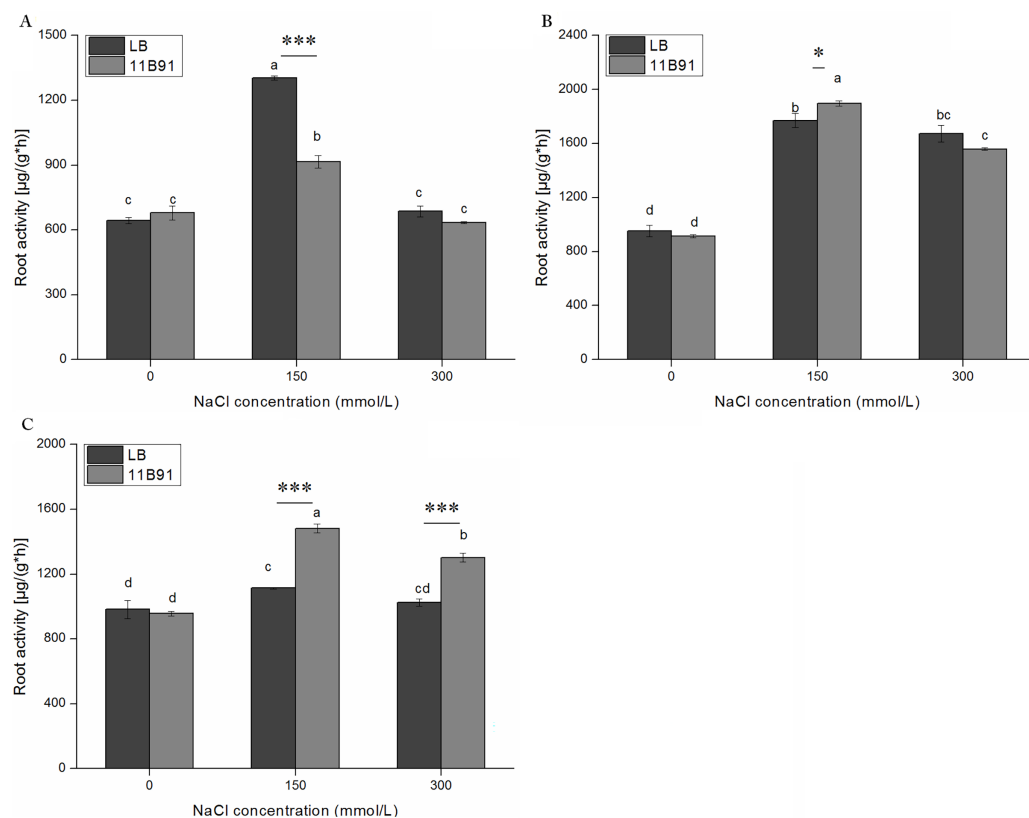 A
LB
11B91
Root activity [µg/(g*h)]
1500
1200
900
600
300
0
***
a
b
c
c
c
c
0
150
300
NaCl concentration (mmol/L)
B
LB
11B91
Root activity [µg/(g*h)]
2400
2000
1600
1200
800
400
0
*
a
b
bc
c
d
d
0
150
300
NaCl concentration (mmol/L)
C
LB
11B91
Root activity [µg/(g*h)]
2000
1600
1200
800
400
0
***
***
a
b
c
cd
d
d
0
150
300
NaCl concentration (mmol/L)